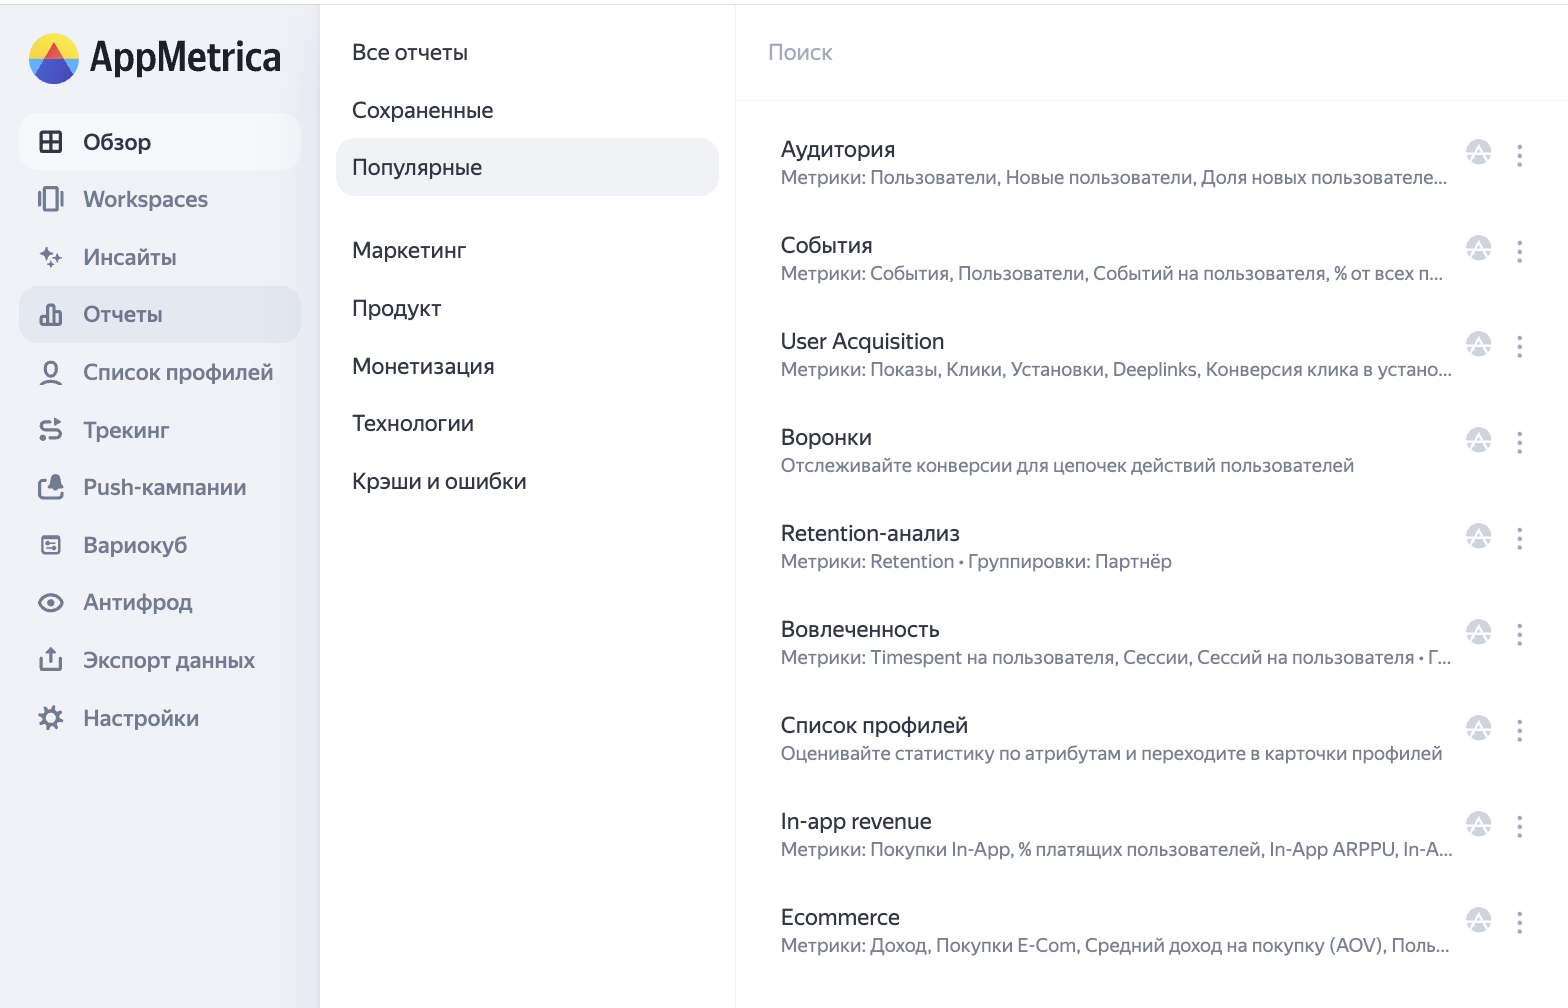 AppMetrica
Обзор
Workspaces
Инсайты
Отчеты
Список профилей
Трекинг
Push-кампании
Вариокуб
Антифрод
Экспорт данных
Настройки
Все отчеты
Сохраненные
Популярные
Маркетинг
Продукт
Монетизация
Технологии
Крэши и ошибки
Поиск
Аудитория
Метрики: Пользователи, Новые пользователи, Доля новых пользователе...
События
Метрики: События, Пользователи, Событий на пользователя, % от всех п...
User Acquisition
Метрики: Показы, Клики, Установки, Deeplinks, Конверсия клика в устано...
Воронки
Отслеживайте конверсии для цепочек действий пользователей
Retention-анализ
Метрики: Retention • Группировки: Партнёр
Вовлеченность
Метрики: Timespent на пользователя, Сессии, Сессий на пользователя • Г...
Список профилей
Оценивайте статистику по атрибутам и переходите в карточки профилей
In-app revenue
Метрики: Покупки In-App, % платящих пользователей, In-App ARPPU, In-A...
Ecommerce
Метрики: Доход, Покупки E-Com, Средний доход на покупку (AOV), Поль...